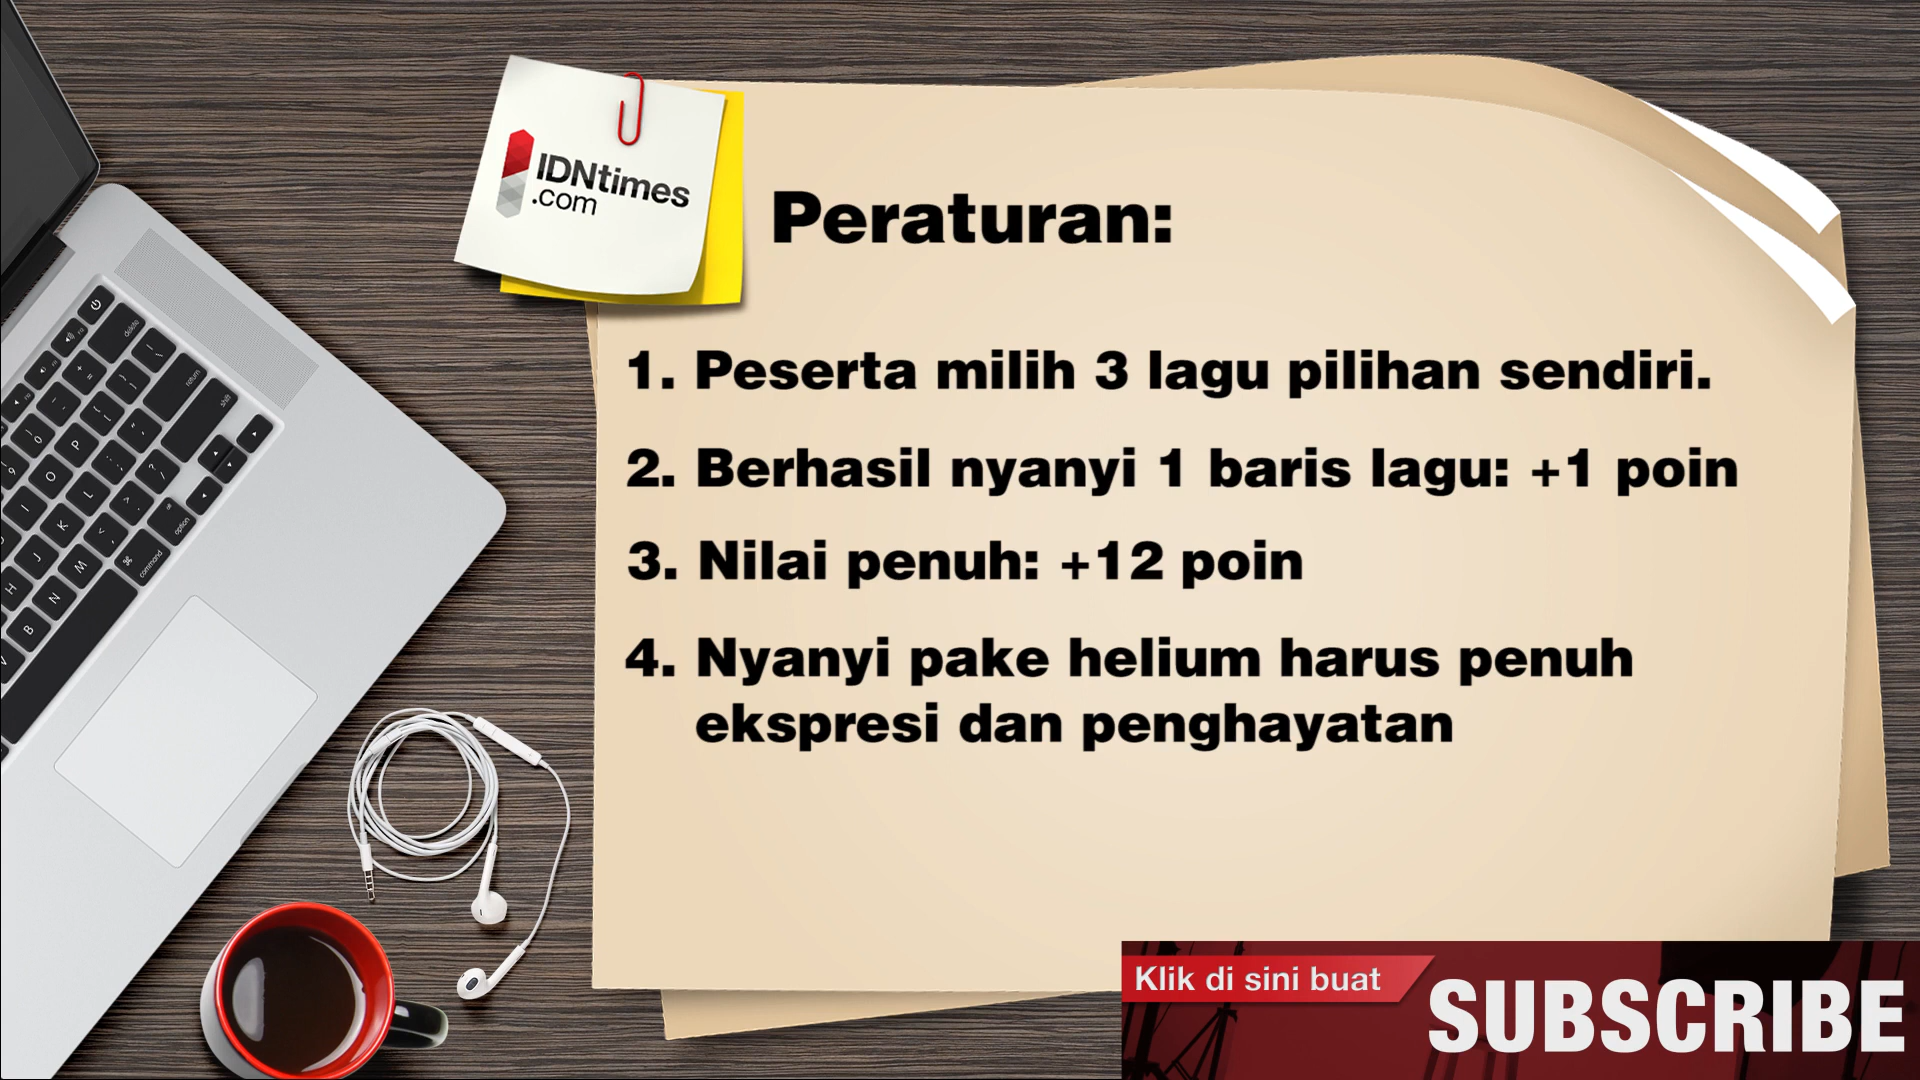 IDNtimes
.com
Peraturan:
1. Peserta milih 3 lagu pilihan sendiri.
2. Berhasil nyanyi 1 baris lagu: +1 poin
3. Nilai penuh: +12 poin
4. Nyanyi pake helium harus penuh
ekspresi dan penghayatan
Klik di sini buat
SUBSCRIBE